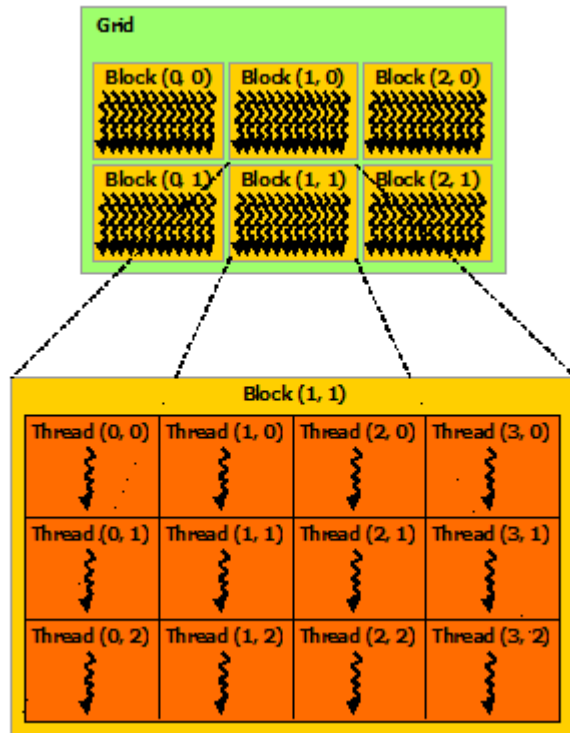 Grid
Block (0, 0) Block (1, 0) Block (2, 0)
Block (0, 1) Block (1, 1) Block (2, 1)
Block (1, 1)
Thread (0, 0) Thread (1, 0) Thread (2, 0) Thread (3, 0)
Thread (0, 1) Thread (1, 1) Thread (2, 1) Thread (3, 1)
Thread (0, 2) Thread (1, 2) Thread (2, 2) Thread (3, 2)